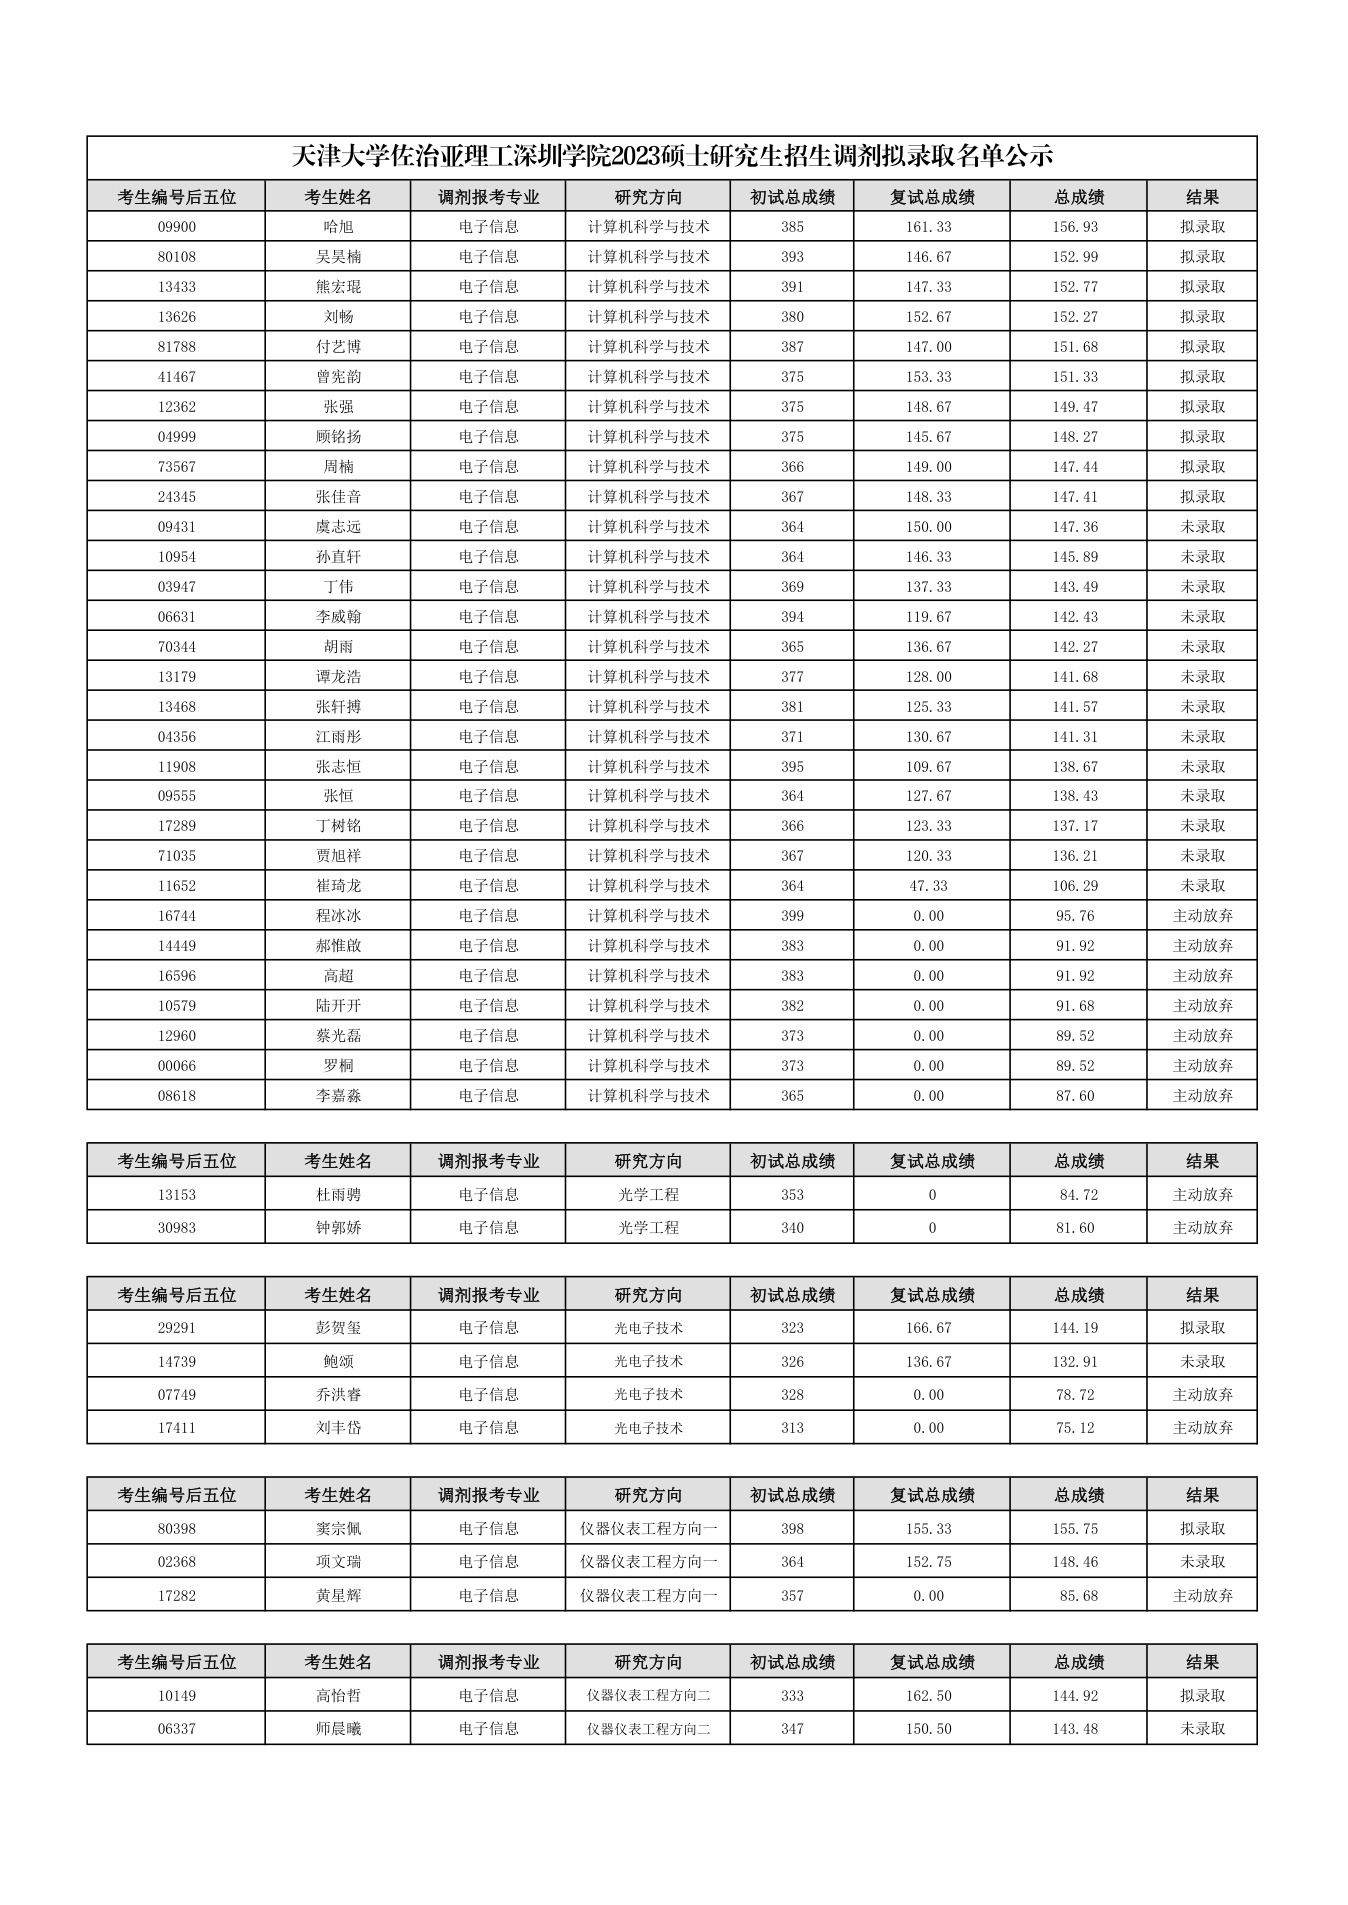 天津大学佐治亚理工深圳学院2023硕士研究生招生调剂拟录取名单公示
考生编号后五位 考生姓名 调剂报考专业 研究方向 初试总成绩 复试总成绩 总成绩 结果
09900 哈旭 电子信息 计算机科学与技术 385 161.33 156.93 拟录取
80108 吴昊楠 电子信息 计算机科学与技术 393 146.67 152.99 拟录取
13433 熊宏琨 电子信息 计算机科学与技术 391 147.33 152.77 拟录取
13626 刘畅 电子信息 计算机科学与技术 380 152.67 152.27 拟录取
81788 付艺博 电子信息 计算机科学与技术 387 147.00 151.68 拟录取
41467 曾宪韵 电子信息 计算机科学与技术 375 153.33 151.33 拟录取
12362 张强 电子信息 计算机科学与技术 375 148.67 149.47 拟录取
04999 顾铭扬 电子信息 计算机科学与技术 375 145.67 148.27 拟录取
73567 周楠 电子信息 计算机科学与技术 366 149.00 147.44 拟录取
24345 张佳音 电子信息 计算机科学与技术 367 148.33 147.41 拟录取
09431 虞志远 电子信息 计算机科学与技术 364 150.00 147.36 未录取
10954 孙直轩 电子信息 计算机科学与技术 364 146.33 145.89 未录取
03947 丁伟 电子信息 计算机科学与技术 369 137.33 143.49 未录取
06631 李威翰 电子信息 计算机科学与技术 394 119.67 142.43 未录取
70344 胡雨 电子信息 计算机科学与技术 365 136.67 142.27 未录取
13179 谭龙浩 电子信息 计算机科学与技术 377 128.00 141.68 未录取
13468 张轩搏 电子信息 计算机科学与技术 381 125.33 141.57 未录取
04356 江雨彤 电子信息 计算机科学与技术 371 130.67 141.31 未录取
11908 张志恒 电子信息 计算机科学与技术 395 109.67 138.67 未录取
09555 张恒 电子信息 计算机科学与技术 364 127.67 138.43 未录取
17289 丁树铭 电子信息 计算机科学与技术 366 123.33 137.17 未录取
71035 贾旭祥 电子信息 计算机科学与技术 367 120.33 136.21 未录取
11652 崔琦龙 电子信息 计算机科学与技术 364 47.33 106.29 未录取
16744 程冰冰 电子信息 计算机科学与技术 399 0.00 95.76 主动放弃
14449 郝惟啟 电子信息 计算机科学与技术 383 0.00 91.92 主动放弃
16596 高超 电子信息 计算机科学与技术 383 0.00 91.92 主动放弃
10579 陆开开 电子信息 计算机科学与技术 382 0.00 91.68 主动放弃
12960 蔡光磊 电子信息 计算机科学与技术 373 0.00 89.52 主动放弃
00066 罗桐 电子信息 计算机科学与技术 373 0.00 89.52 主动放弃
08618 李嘉淼 电子信息 计算机科学与技术 365 0.00 87.60 主动放弃
考生编号后五位 考生姓名 调剂报考专业 研究方向 初试总成绩 复试总成绩 总成绩 结果
13153 杜雨骋 电子信息 光学工程 353 0 84.72 主动放弃
30983 钟郭娇 电子信息 光学工程 340 0 81.60 主动放弃
考生编号后五位 考生姓名 调剂报考专业 研究方向 初试总成绩 复试总成绩 总成绩 结果
29291 彭贺玺 电子信息 光电子技术 323 166.67 144.19 拟录取
14739 鲍颂 电子信息 光电子技术 326 136.67 132.91 未录取
07749 乔洪睿 电子信息 光电子技术 328 0.00 78.72 主动放弃
17411 刘丰岱 电子信息 光电子技术 313 0.00 75.12 主动放弃
考生编号后五位 考生姓名 调剂报考专业 研究方向 初试总成绩 复试总成绩 总成绩 结果
80398 窦宗佩 电子信息 仪器仪表工程方向一 398 155.33 155.75 拟录取
02368 项文瑞 电子信息 仪器仪表工程方向一 364 152.75 148.46 未录取
17282 黄星辉 电子信息 仪器仪表工程方向一 357 0.00 85.68 主动放弃
考生编号后五位 考生姓名 调剂报考专业 研究方向 初试总成绩 复试总成绩 总成绩 结果
10149 高怡哲 电子信息 仪器仪表工程方向二 333 162.50 144.92 拟录取
06337 师晨曦 电子信息 仪器仪表工程方向二 347 150.50 143.48 未录取